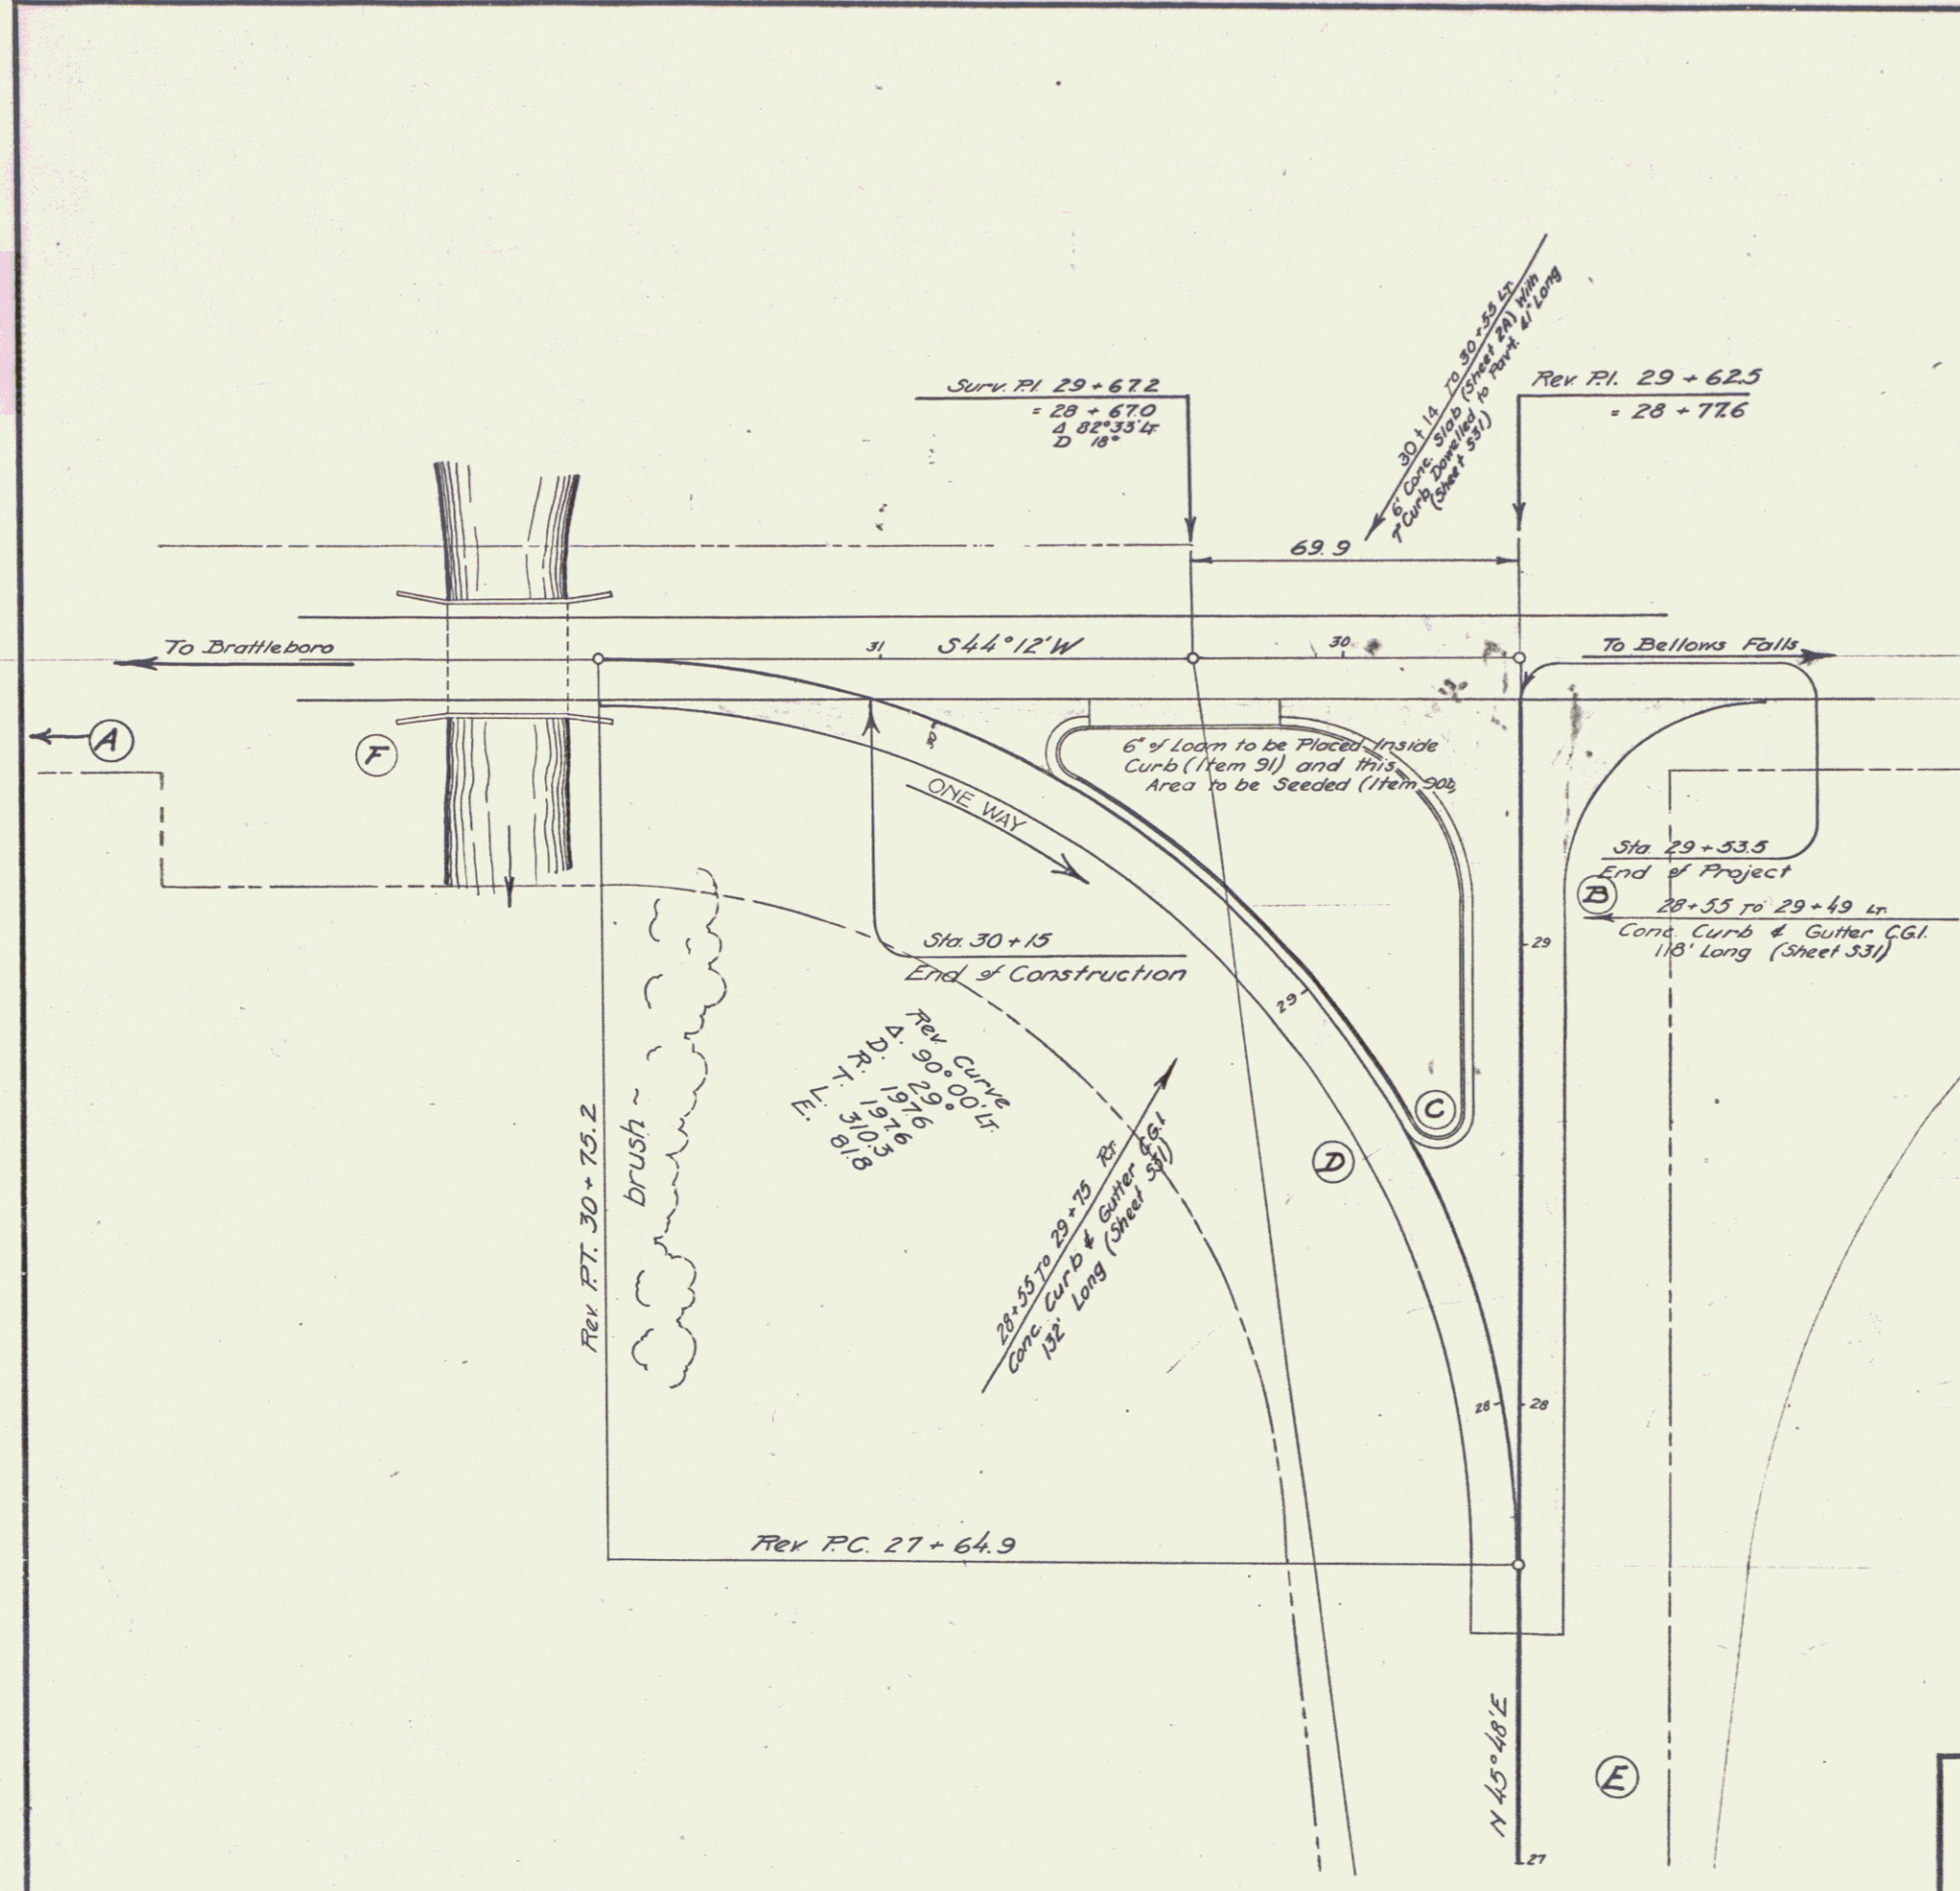 Surv. P.I. 29 + 67.2
= 28 + 67.0
Δ 82°33' LT.
D 18°
30 + 14 TO 30 + 55 LT.
6' Conc. Slab (Sheet 2A) With
7" Curb Dowelled to Pav't. 41' Long
(Sheet S31)
Rev. P.I. 29 + 62.5
= 28 + 77.6
69.9
To Brattleboro
31
S 44° 12' W
30
To Bellows Falls
A
F
30
6" of Loam to be Placed Inside
Curb (Item 91) and this
Area to be Seeded (Item 90b)
ONE WAY
Sta. 29 + 53.5
End of Project
B
28 + 55 TO 29 + 49 LT.
Conc. Curb & Gutter C.G.1.
118' Long (Sheet S31)
Sta. 30 + 15
End of Construction
29
29
Rev. Curve
Δ. 90° 00' LT.
D. 29°
R. 197.6
T. 197.6
L. 310.3
E. 81.8
C
D
brush ~
Rev. P.T. 30 + 75.2
28 + 55 TO 29 + 75 RT.
Conc. Curb & Gutter C.G.1
132' Long (Sheet S31)
28
28
Rev. P.C. 27 + 64.9
N 45° 48' E
E
27